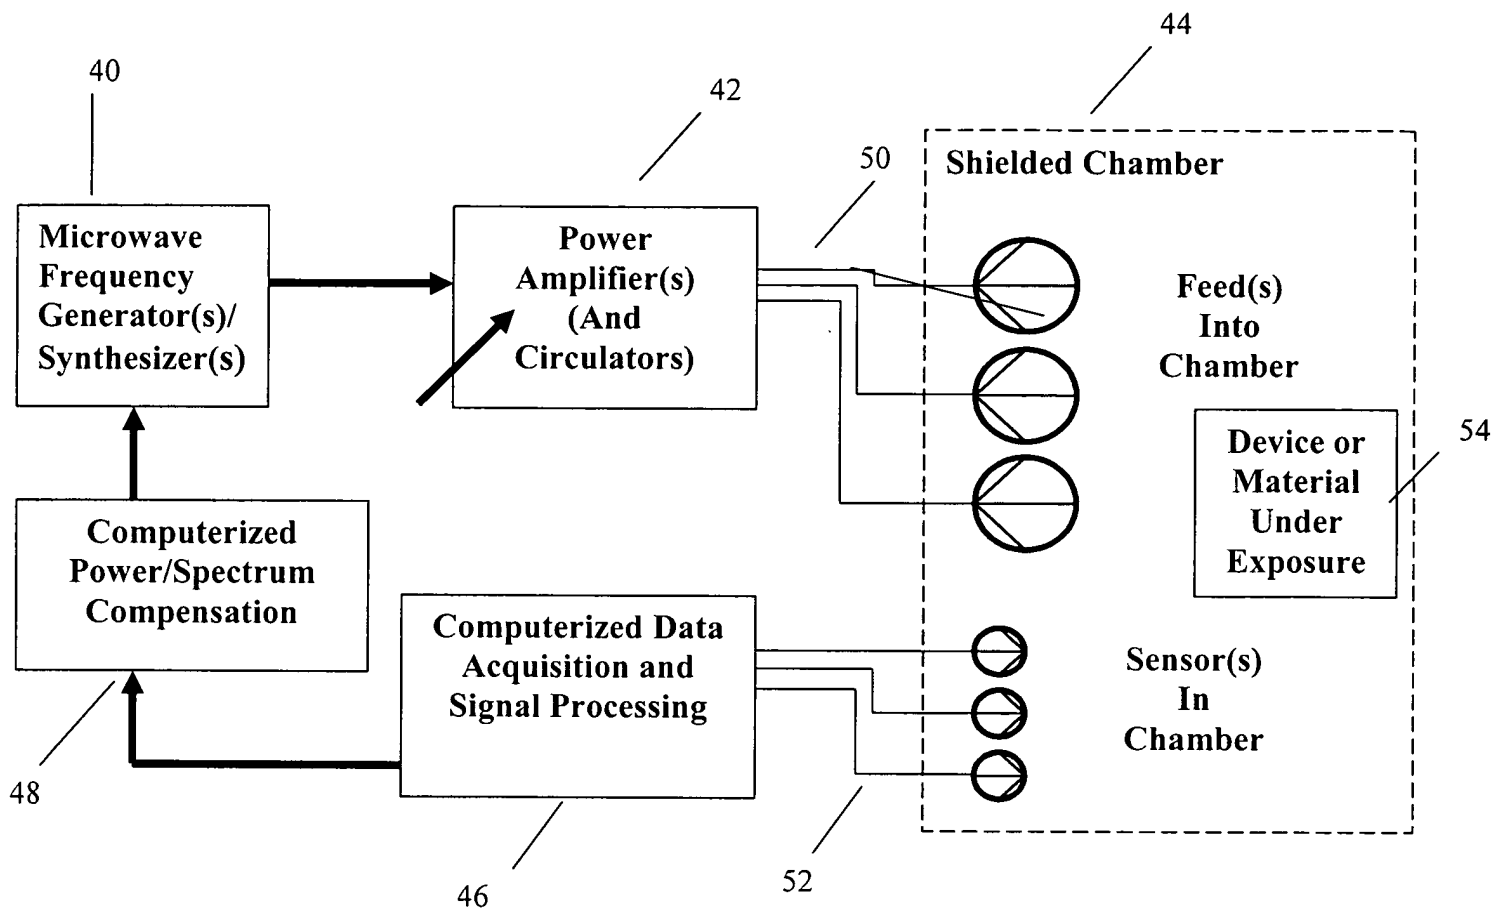 44
40
42
50
Shielded Chamber
Microwave
Frequency
Generator(s)/
Synthesizer(s)
Power
Amplifier(s)
(And
Circulators)
Feed(s)
Into
Chamber
Device or
Material
Under
Exposure
54
Computerized
Power/Spectrum
Compensation
Computerized Data
Acquisition and
Signal Processing
Sensor(s)
In
Chamber
48
46
52